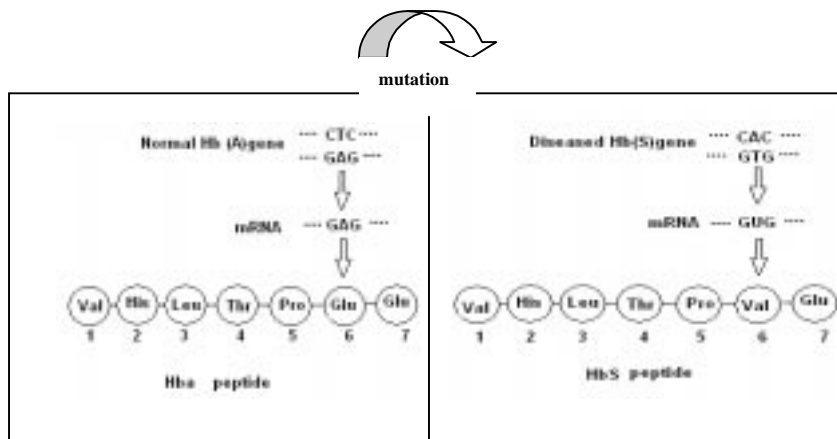 mutation
Normal Hb (A)gene ---- CTC ----
---- GAG ----
mRNA ---- GAG ----
Val His Leu Thr Pro Glu Glu
1 2 3 4 5 6 7
Hba peptide
Diseased Hb(S)gene ---- CAC ----
---- GTG ----
mRNA ---- GUG ----
Val His Leu Thr Pro Val Glu
1 2 3 4 5 6 7
HbS peptide